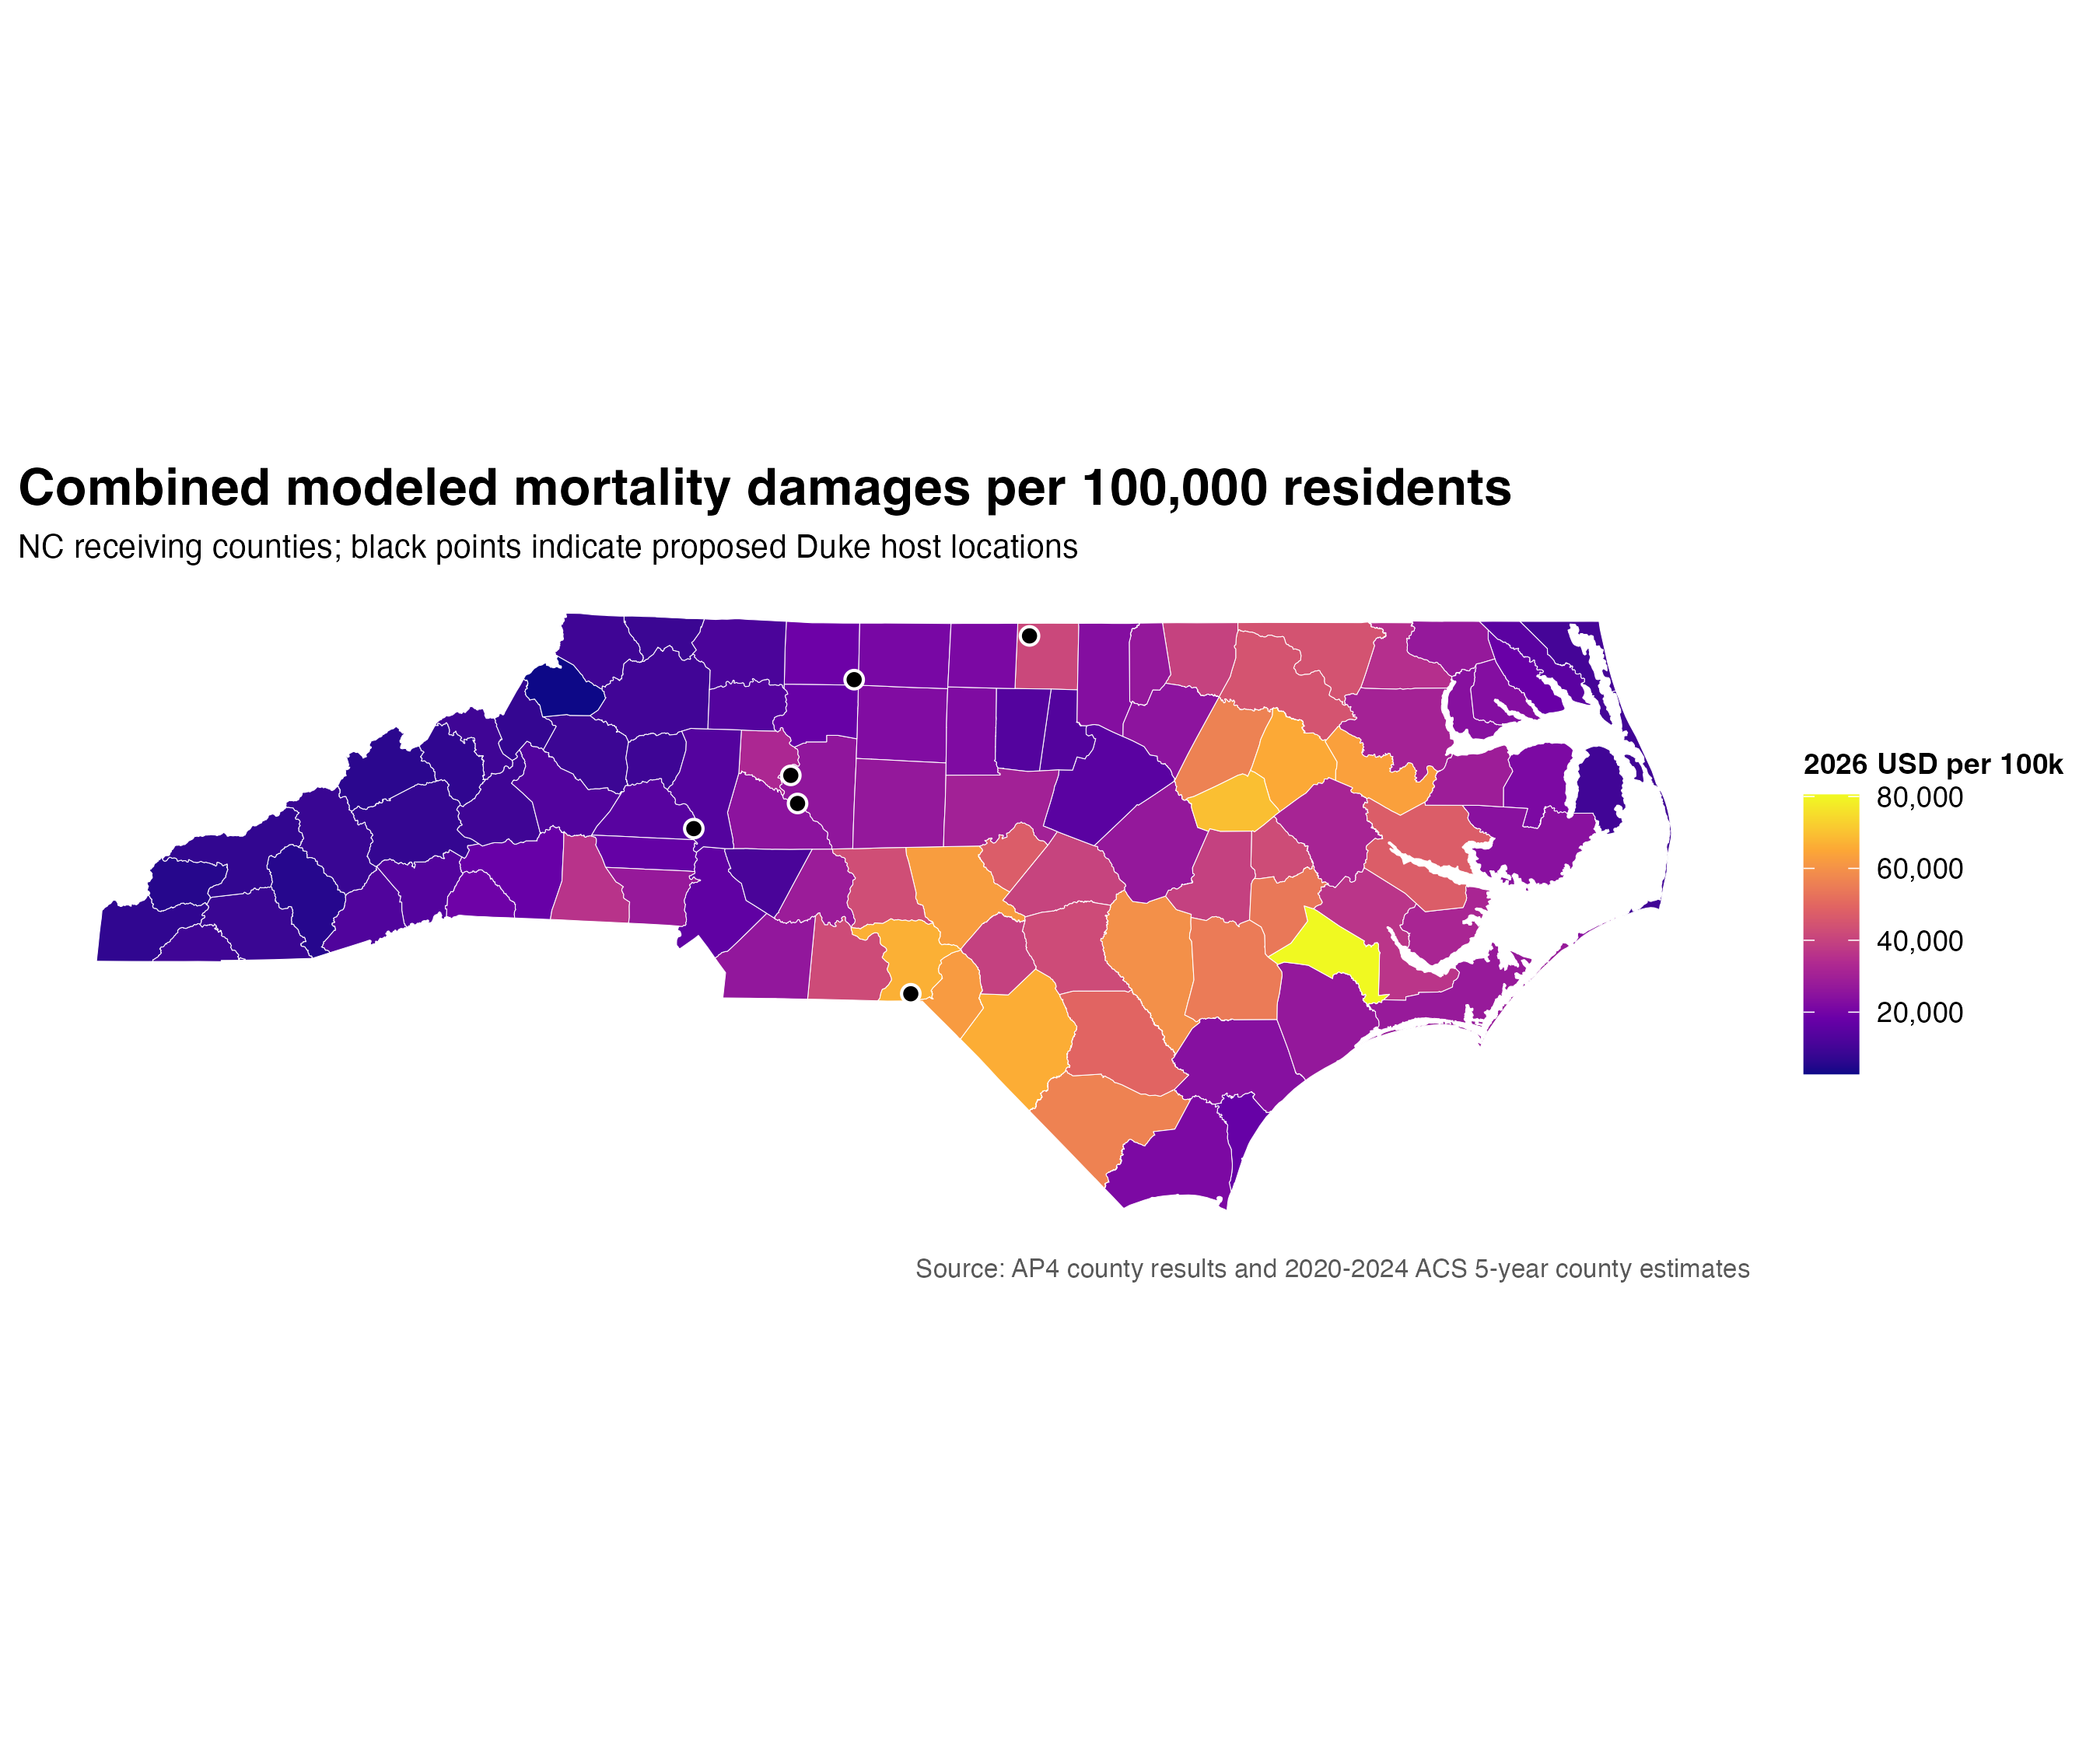 Combined modeled mortality damages per 100,000 residents
NC receiving counties; black points indicate proposed Duke host locations
2026 USD per 100k
80,000
60,000
40,000
20,000
Source: AP4 county results and 2020-2024 ACS 5-year county estimates